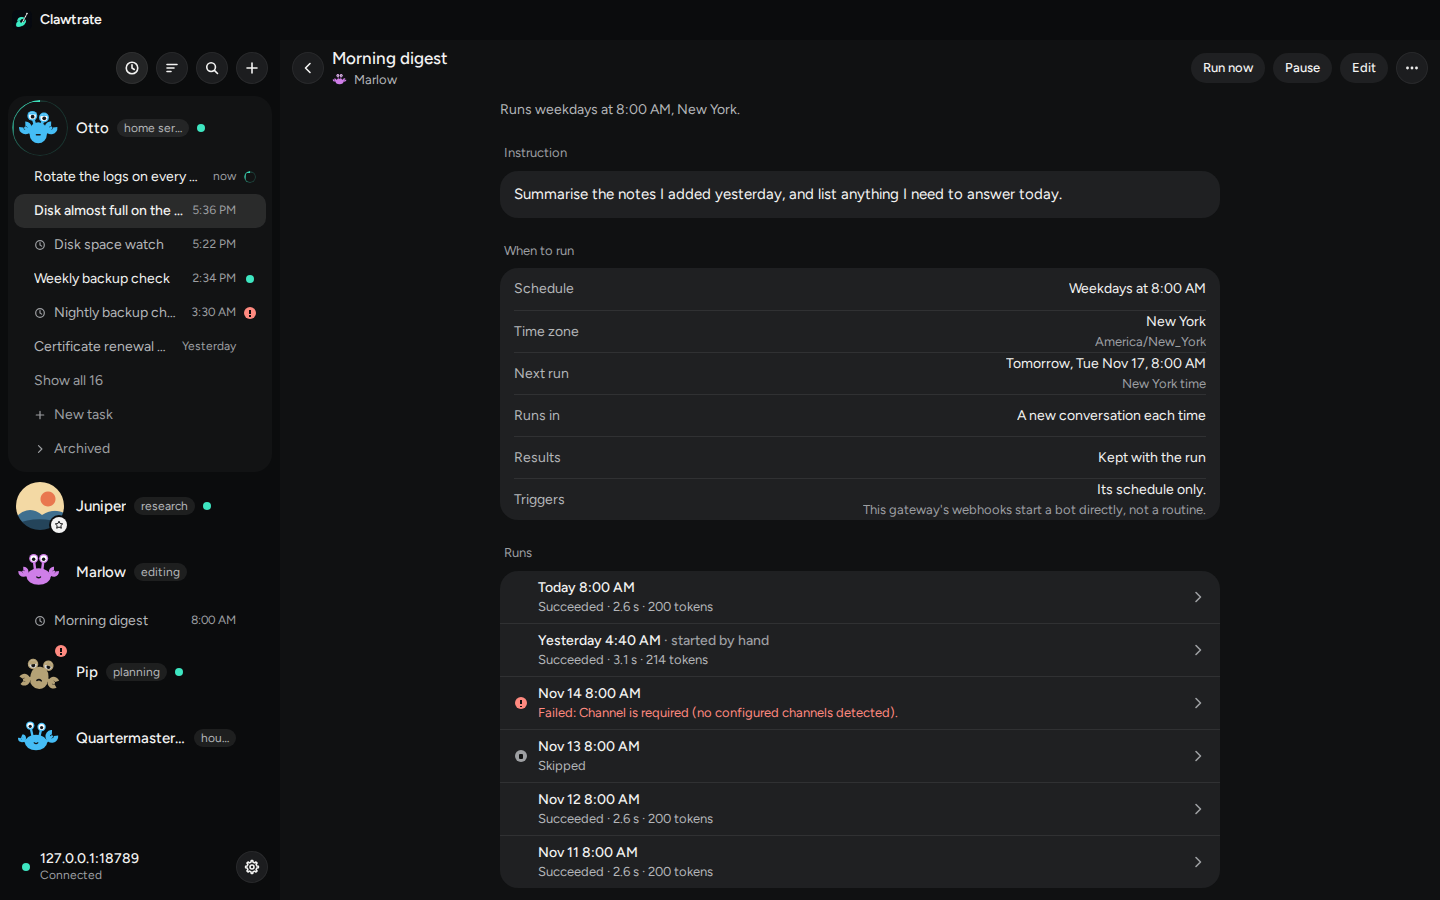 Clawtrate
Otto
home ser...
Rotate the logs on every ...
now
Disk almost full on the ...
5:36 PM
Disk space watch
5:22 PM
Weekly backup check
2:34 PM
Nightly backup ch...
3:30 AM
Certificate renewal ...
Yesterday
Show all 16
New task
Archived
Juniper
research
Marlow
editing
Morning digest
8:00 AM
Pip
planning
Quartermaster...
hou...
127.0.0.1:18789
Connected
Morning digest
Marlow
Run now
Pause
Edit
Runs weekdays at 8:00 AM, New York.
Instruction
Summarise the notes I added yesterday, and list anything I need to answer today.
When to run
Schedule
Weekdays at 8:00 AM
Time zone
New York
America/New_York
Next run
Tomorrow, Tue Nov 17, 8:00 AM
New York time
Runs in
A new conversation each time
Results
Kept with the run
Triggers
Its schedule only.
This gateway's webhooks start a bot directly, not a routine.
Runs
Today 8:00 AM
Succeeded · 2.6 s · 200 tokens
Yesterday 4:40 AM · started by hand
Succeeded · 3.1 s · 214 tokens
Nov 14 8:00 AM
Failed: Channel is required (no configured channels detected).
Nov 13 8:00 AM
Skipped
Nov 12 8:00 AM
Succeeded · 2.6 s · 200 tokens
Nov 11 8:00 AM
Succeeded · 2.6 s · 200 tokens